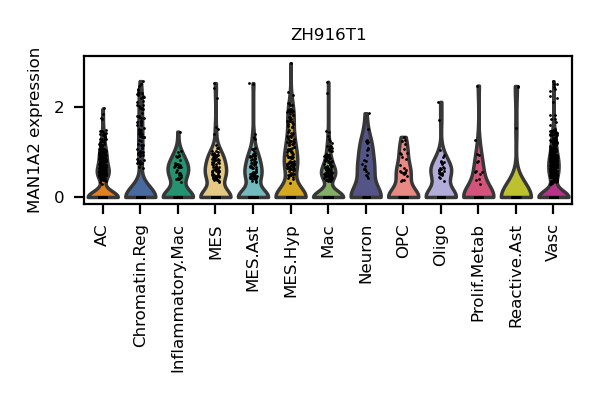 ZH916T1
MAN1A2 expression
2
0
AC
Chromatin.Reg
Inflammatory.Mac
MES
MES.Ast
MES.Hyp
Mac
Neuron
OPC
Oligo
Prolif.Metab
Reactive.Ast
Vasc